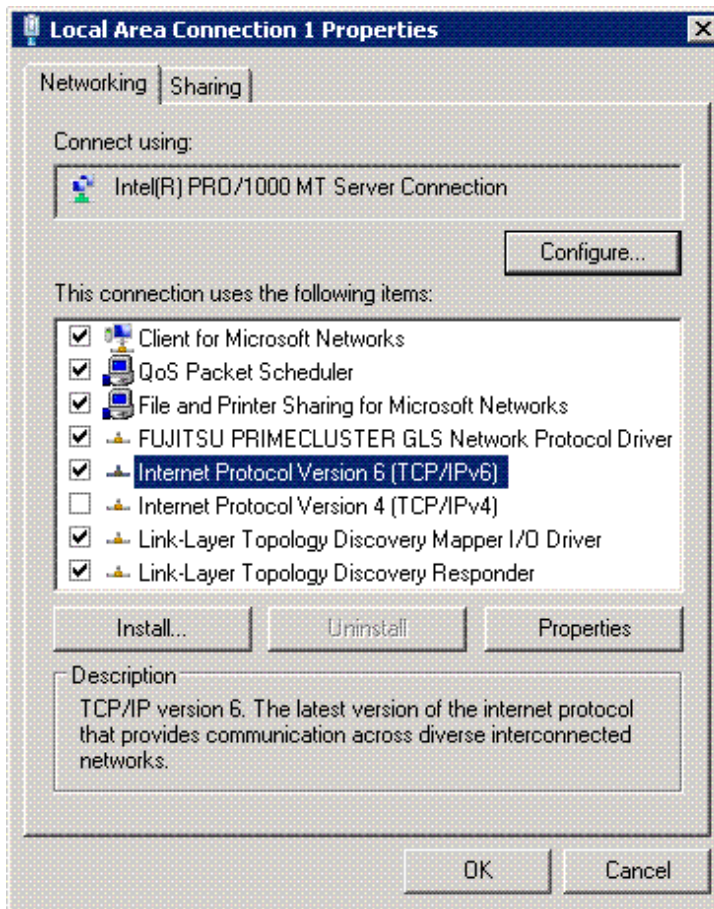 Local Area Connection 1 Properties
Networking
Sharing
Connect using:
Intel(R) PRO/1000 MT Server Connection
Configure...
This connection uses the following items:
Client for Microsoft Networks
QoS Packet Scheduler
File and Printer Sharing for Microsoft Networks
FUJITSU PRIMECLUSTER GLS Network Protocol Driver
Internet Protocol Version 6 (TCP/IPv6)
Internet Protocol Version 4 (TCP/IPv4)
Link-Layer Topology Discovery Mapper I/O Driver
Link-Layer Topology Discovery Responder
Install...
Uninstall
Properties
Description
TCP/IP version 6. The latest version of the internet protocol
that provides communication across diverse interconnected
networks.
OK
Cancel